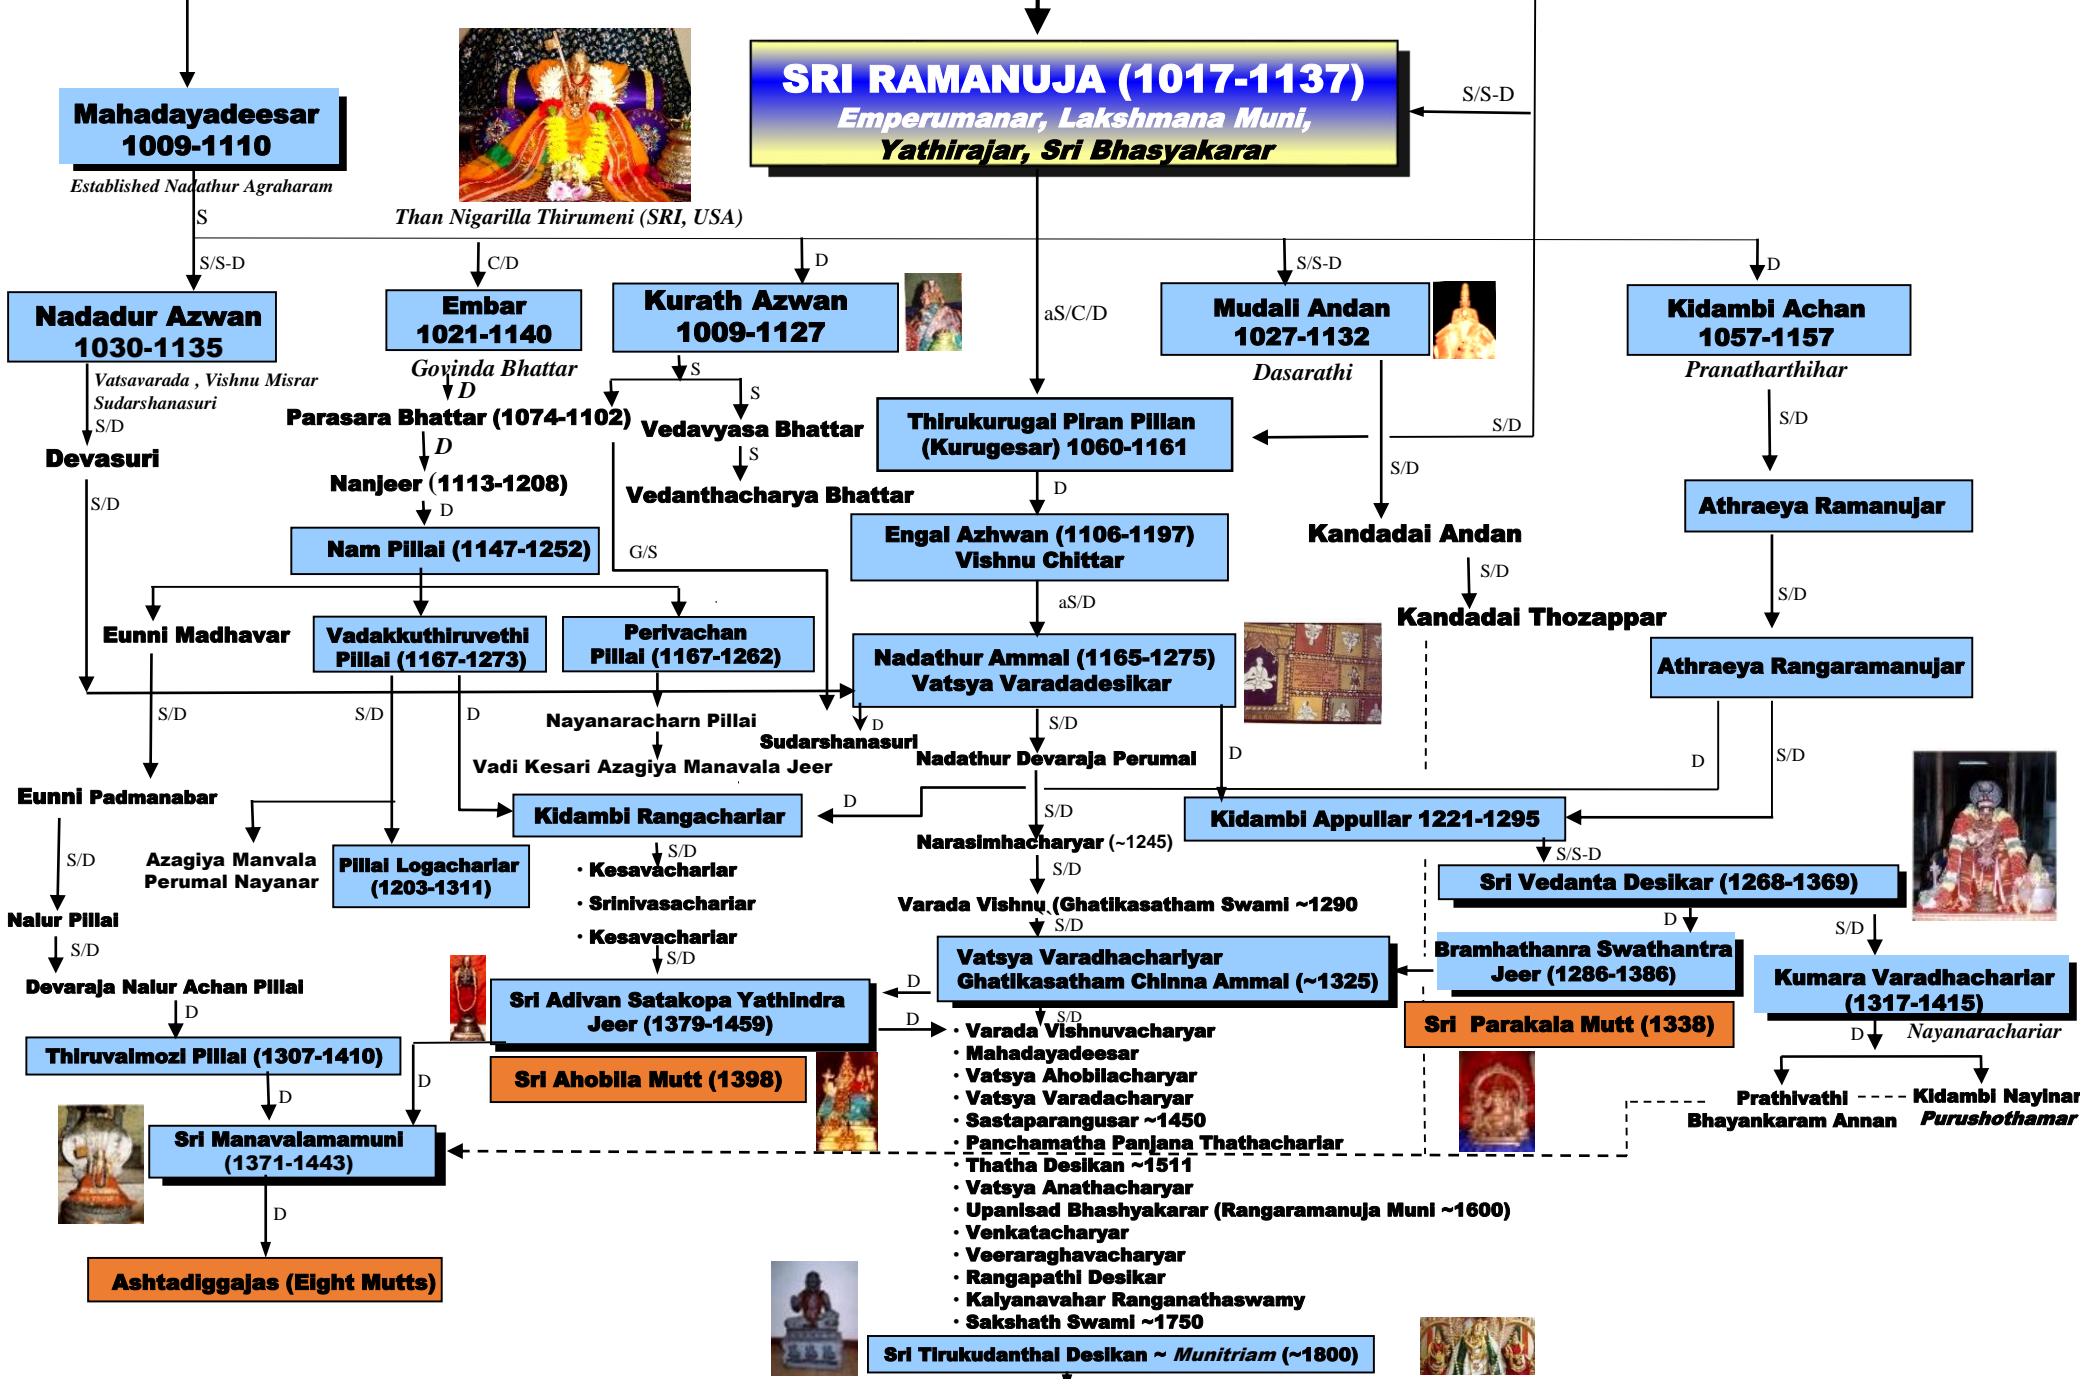 SRI RAMANUJA (1017-1137)
Emperumanar, Lakshmana Muni,
Yathirajar, Sri Bhasyakarar
S/S-D
Mahadayadeesar
1009-1110
Established Nadathur Agraharam
S
Than Nigarilla Thirumeni (SRI, USA)
S/S-D
C/D
D
S/S-D
D
Nadadur Azwan
1030-1135
Vatsavarada , Vishnu Misrar
Sudarshanasuri
Embar
1021-1140
Govinda Bhattar
Kurath Azwan
1009-1127
aS/C/D
Mudali Andan
1027-1132
Dasarathi
Kidambi Achan
1057-1157
Pranatharthihar
S/D
D
S
S
S/D
S/D
Devasuri
Parasara Bhattar (1074-1102)
Vedavyasa Bhattar
Thirukurugai Piran Pillan
(Kurugesar) 1060-1161
D
S
S/D
S/D
Nanjeer (1113-1208)
Vedanthacharya Bhattar
D
D
Athraeya Ramanujar
Nam Pillai (1147-1252)
G/S
Engal Azhwan (1106-1197)
Vishnu Chittar
Kandadai Andan
S/D
S/D
aS/D
Kandadai Thozappar
Eunni Madhavar
Vadakkuthiruvethi
Pillai (1167-1273)
Perivachan
Pillai (1167-1262)
Nadathur Ammal (1165-1275)
Vatsya Varadadesikar
Athraeya Rangaramanujar
S/D
S/D
D
Nayanaracharn Pillai
D
Sudarshanasuri
S/D
D
D
S/D
Vadi Kesari Azagiya Manavala Jeer
Nadathur Devaraja Perumal
Eunni Padmanabar
Kidambi Rangachariar
D
S/D
Kidambi Appullar 1221-1295
S/D
Azagiya Manvala
Perumal Nayanar
Pillai Logachariar
(1203-1311)
S/D
Narasimhacharyar (~1245)
S/S-D
· Kesavachariar
· Srinivasachariar
· Kesavachariar
S/D
Sri Vedanta Desikar (1268-1369)
Nalur Pillai
Varada Vishnu (Ghatikasatham Swami ~1290
D
S/D
S/D
S/D
S/D
Devaraja Nalur Achan Pillai
Vatsya Varadhachariyar
Ghatikasatham Chinna Ammal (~1325)
Bramhathanra Swathantra
Jeer (1286-1386)
Kumara Varadhachariar
(1317-1415)
D
Sri Adivan Satakopa Yathindra
Jeer (1379-1459)
D
D
S/D
Sri Parakala Mutt (1338)
D
Nayanarachariar
Thiruvaimozi Pillai (1307-1410)
D
D
Sri Ahobila Mutt (1398)
Prathivathi
Bhayankaram Annan
Kidambi Nayinar
Purushothamar
Sri Manavalamamuni
(1371-1443)
D
Ashtadiggajas (Eight Mutts)
· Varada Vishnuvacharyar
· Mahadayadeesar
· Vatsya Ahobilacharyar
· Vatsya Varadacharyar
· Sastaparangusar ~1450
· Panchamatha Panjana Thathachariar
· Thatha Desikan ~1511
· Vatsya Anathacharyar
· Upanisad Bhashyakarar (Rangaramanuja Muni ~1600)
· Venkatacharyar
· Veeraraghavacharyar
· Rangapathi Desikar
· Kalyanavahar Ranganathaswamy
· Sakshath Swami ~1750
Sri Tirukudanthai Desikan ~ Munitriam (~1800)